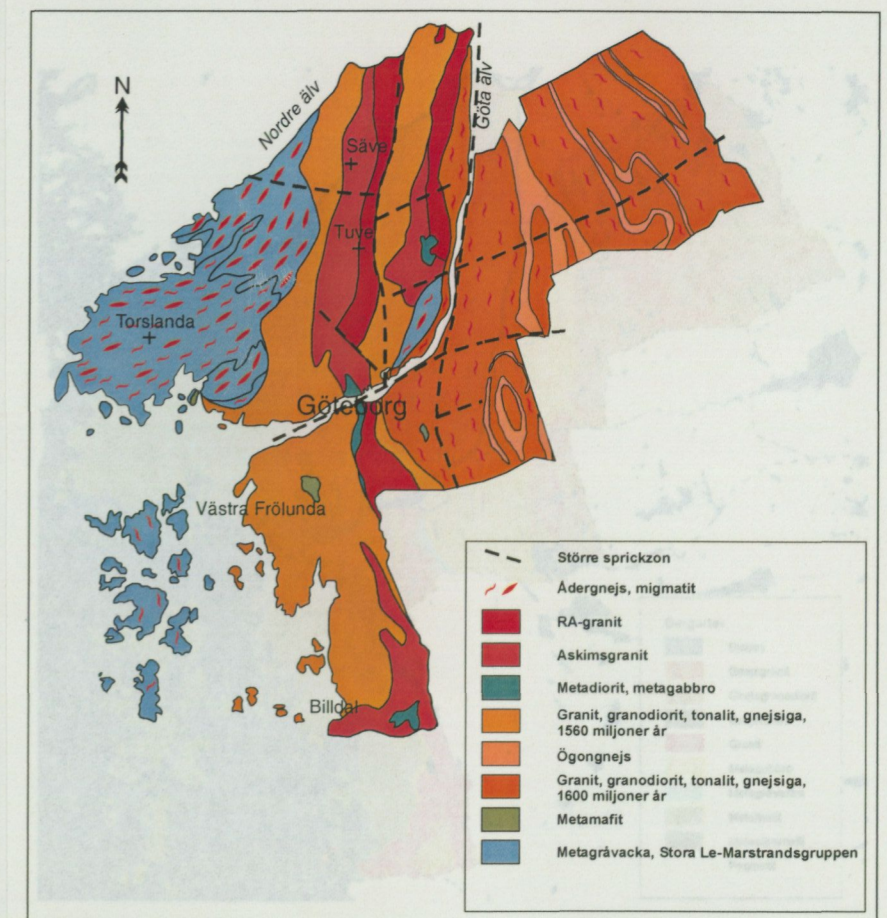 N
Nordre älv
Göta älv
Säve
Tuve
Torslanda
Göteborg
Västra Frölunda
Billdal
Större sprickzon
Ådergnejs, migmatit
RA-granit
Askimsgranit
Metadiorit, metagabbro
Granit, granodiorit, tonalit, gnejsiga,
1560 miljoner år
Ögongnejs
Granit, granodiorit, tonalit, gnejsiga,
1600 miljoner år
Metamafit
Metagråvacka, Stora Le-Marstrandsgruppen